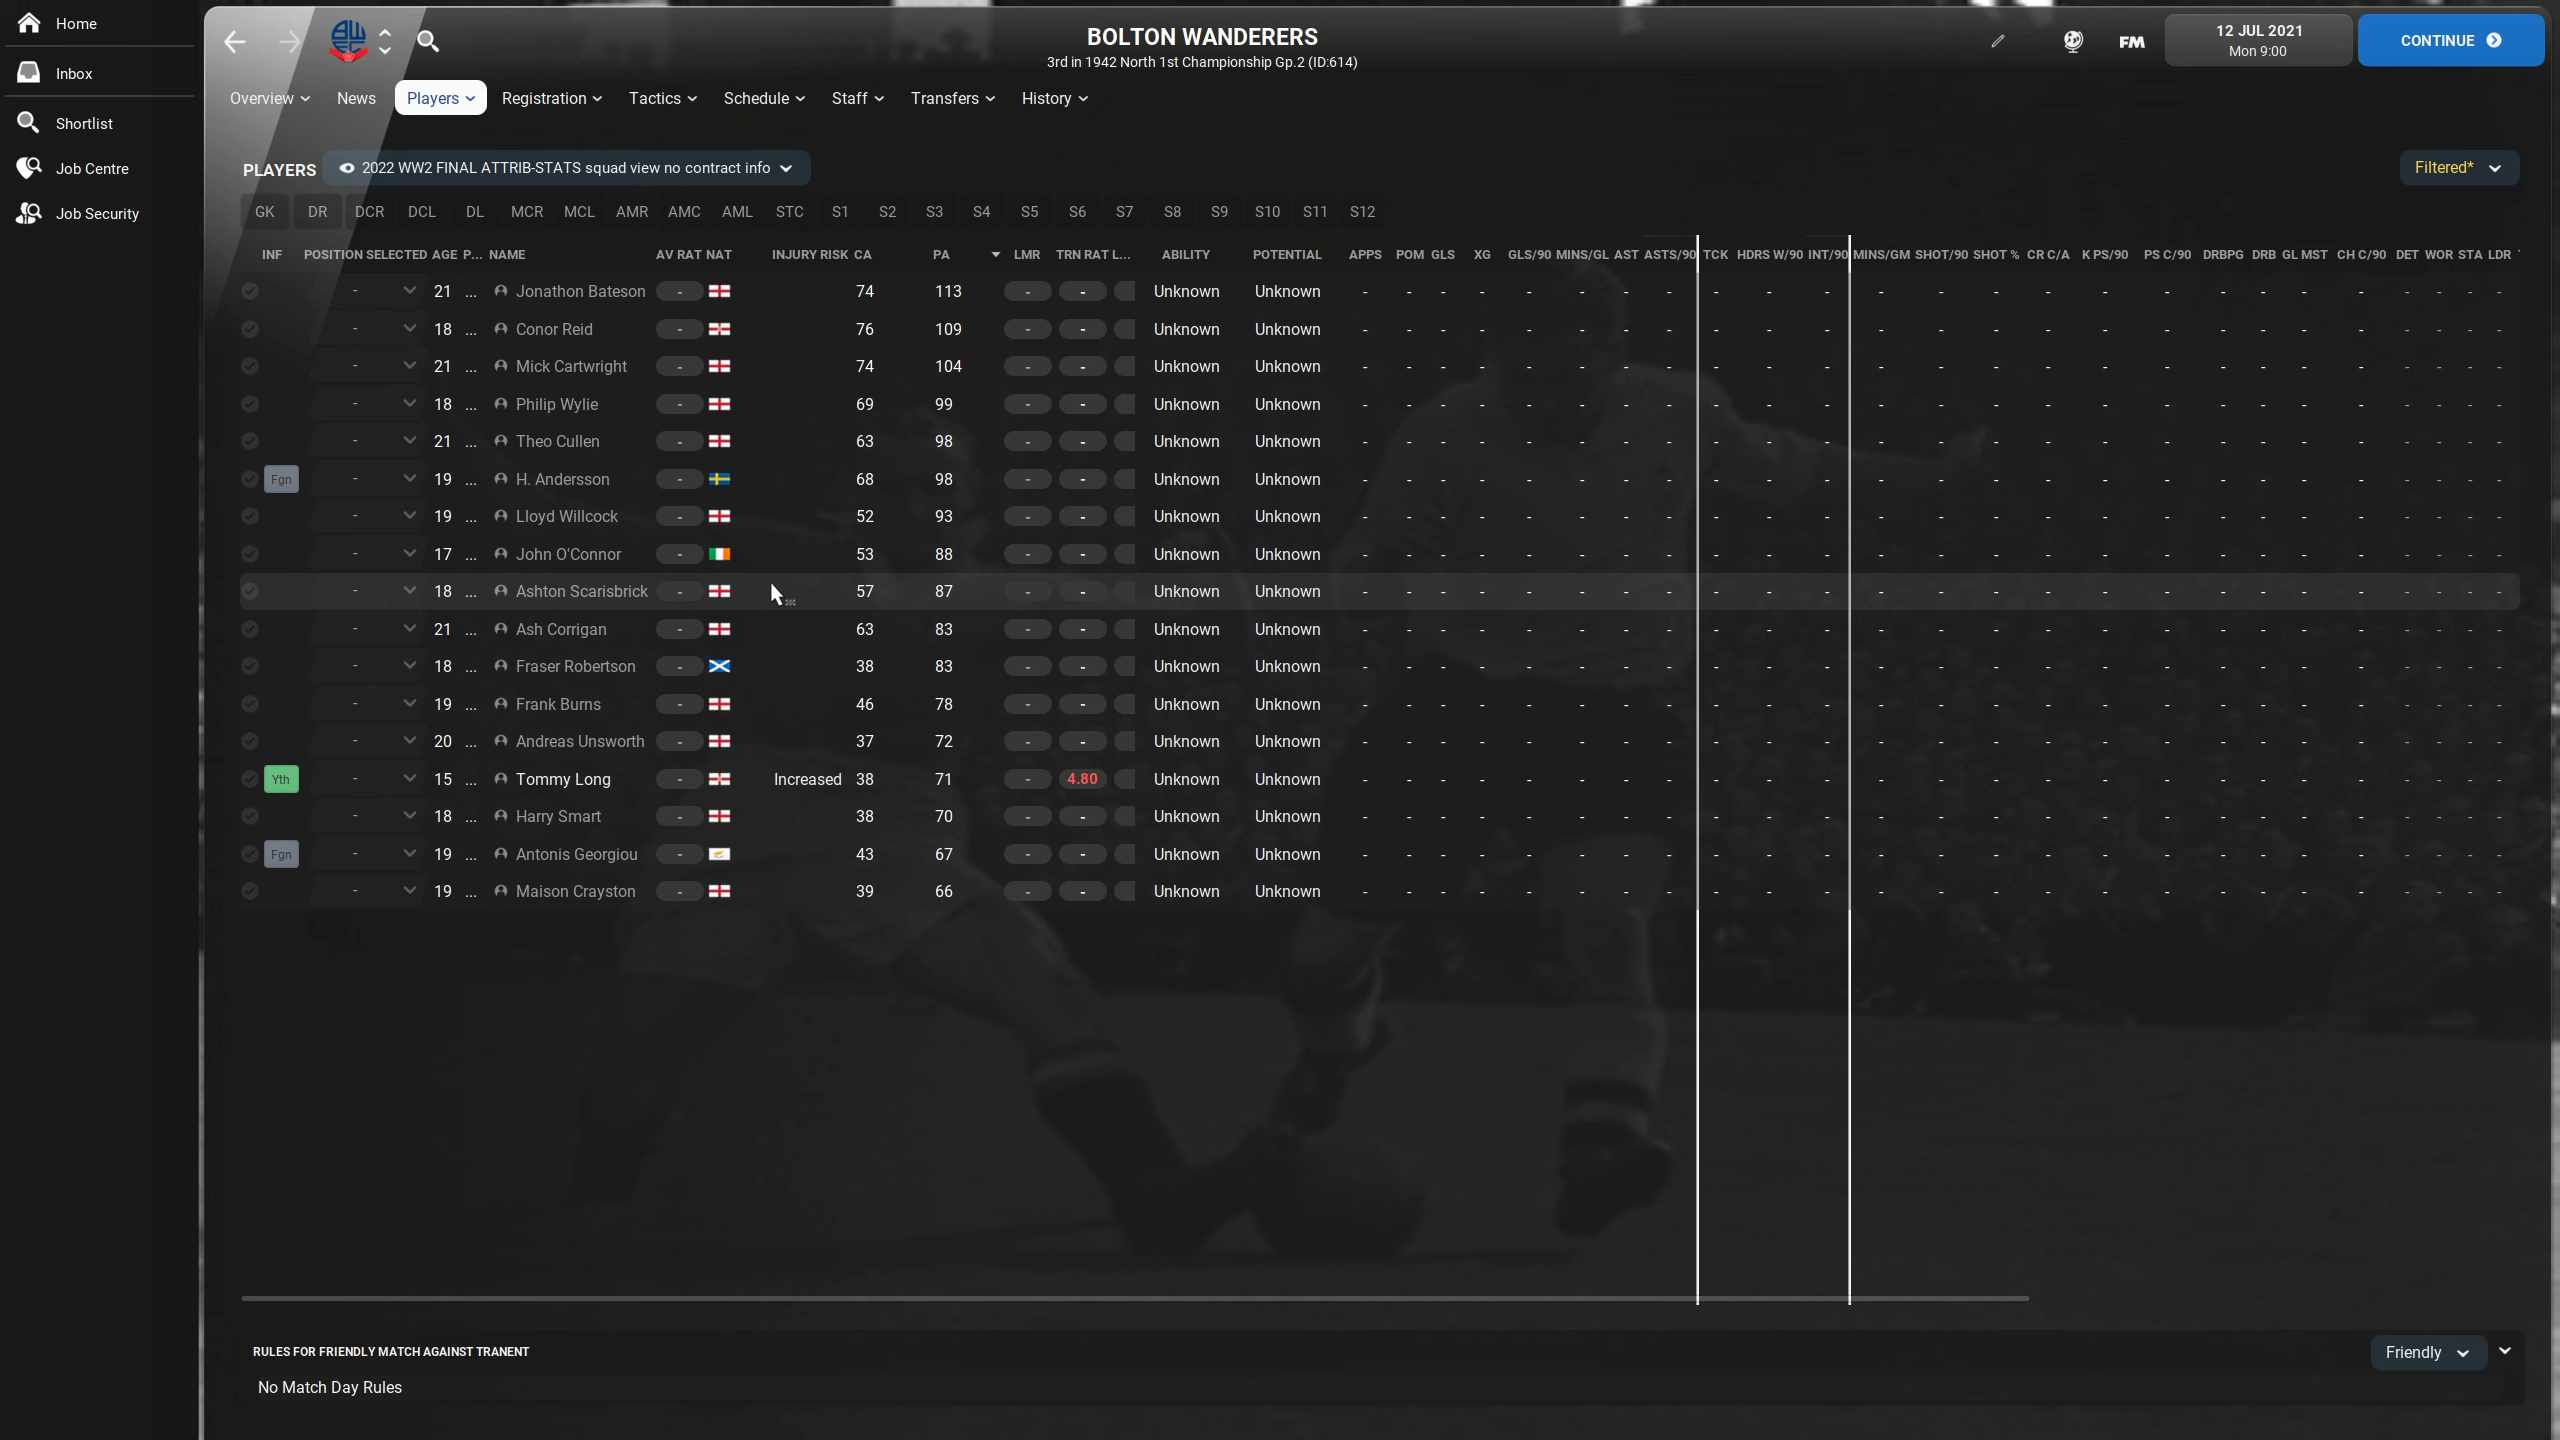 Home
Inbox
Shortlist
Job Centre
Job Security
BOLTON WANDERERS
3rd in 1942 North 1st Championship Gp.2 (ID:614)
FM
12 JUL 2021
Mon 9:00
CONTINUE
Overview News Players Registration Tactics Schedule Staff Transfers History
PLAYERS 2022 WW2 FINAL ATTRIB-STATS squad view no contract info Filtered*
GK DR DCR DCL DL MCR MCL AMR AMC AML STC S1 S2 S3 S4 S5 S6 S7 S8 S9 S10 S11 S12
INF POSITION SELECTED AGE P... NAME AV RAT NAT INJURY RISK CA PA LMR TRN RAT L... ABILITY POTENTIAL APPS POM GLS XG GLS/90 MINS/GL AST ASTS/90 TCK HDRS W/90 INT/90 MINS/GM SHOT/90 SHOT % CR C/A K PS/90 PS C/90 DRBPG DRB GL MST CH C/90 DET WOR STA LDR
- 21 ... Jonathon Bateson - 74 113 - - Unknown Unknown - - - - - - - - - - - - - - - - - - - - - - - - -
- 18 ... Conor Reid - 76 109 - - Unknown Unknown - - - - - - - - - - - - - - - - - - - - - - - - -
- 21 ... Mick Cartwright - 74 104 - - Unknown Unknown - - - - - - - - - - - - - - - - - - - - - - - - -
- 18 ... Philip Wylie - 69 99 - - Unknown Unknown - - - - - - - - - - - - - - - - - - - - - - - - -
- 21 ... Theo Cullen - 63 98 - - Unknown Unknown - - - - - - - - - - - - - - - - - - - - - - - - -
Fgn - 19 ... H. Andersson - 68 98 - - Unknown Unknown - - - - - - - - - - - - - - - - - - - - - - - - -
- 19 ... Lloyd Willcock - 52 93 - - Unknown Unknown - - - - - - - - - - - - - - - - - - - - - - - - -
- 17 ... John O'Connor - 53 88 - - Unknown Unknown - - - - - - - - - - - - - - - - - - - - - - - - -
- 18 ... Ashton Scarisbrick - 57 87 - - Unknown Unknown - - - - - - - - - - - - - - - - - - - - - - - - -
- 21 ... Ash Corrigan - 63 83 - - Unknown Unknown - - - - - - - - - - - - - - - - - - - - - - - - -
- 18 ... Fraser Robertson - 38 83 - - Unknown Unknown - - - - - - - - - - - - - - - - - - - - - - - - -
- 19 ... Frank Burns - 46 78 - - Unknown Unknown - - - - - - - - - - - - - - - - - - - - - - - - -
- 20 ... Andreas Unsworth - 37 72 - - Unknown Unknown - - - - - - - - - - - - - - - - - - - - - - - - -
Yth - 15 ... Tommy Long - Increased 38 71 - 4.80 Unknown Unknown - - - - - - - - - - - - - - - - - - - - - - - - -
- 18 ... Harry Smart - 38 70 - - Unknown Unknown - - - - - - - - - - - - - - - - - - - - - - - - -
Fgn - 19 ... Antonis Georgiou - 43 67 - - Unknown Unknown - - - - - - - - - - - - - - - - - - - - - - - - -
- 19 ... Maison Crayston - 39 66 - - Unknown Unknown - - - - - - - - - - - - - - - - - - - - - - - - -
RULES FOR FRIENDLY MATCH AGAINST TRANENT
Friendly
No Match Day Rules